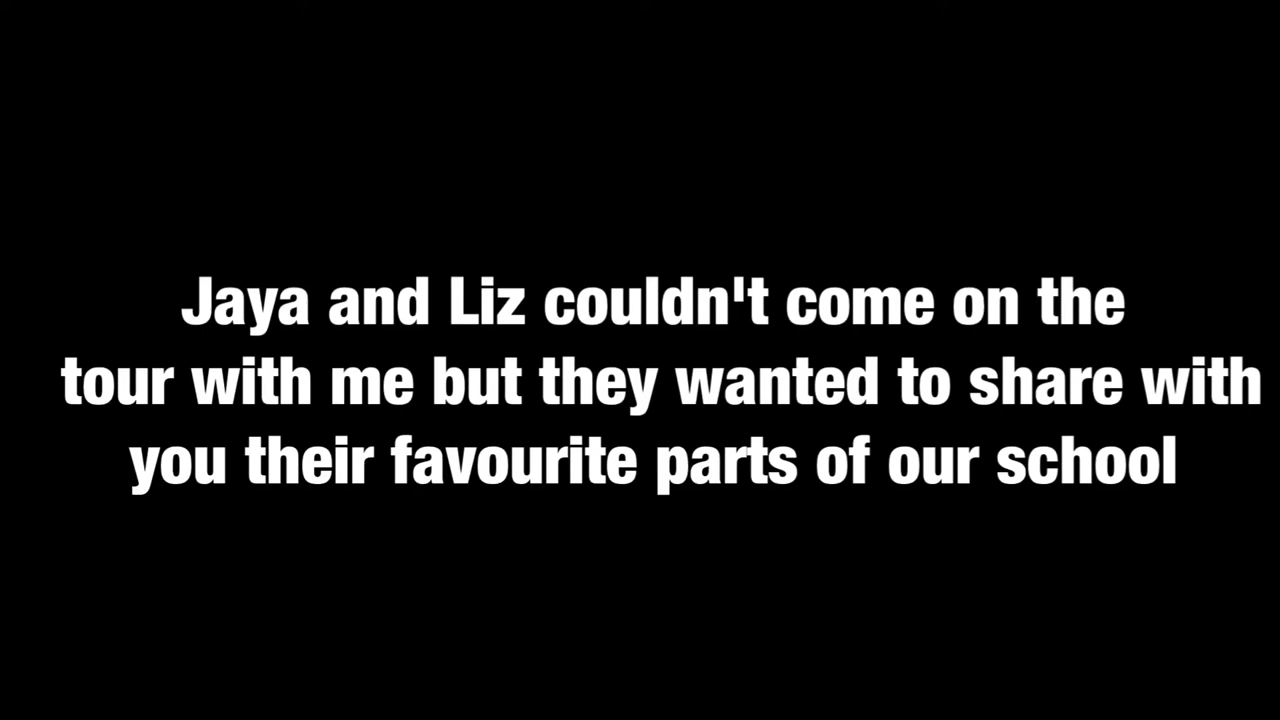 Jaya and Liz couldn't come on the
tour with me but they wanted to share with
you their favourite parts of our school